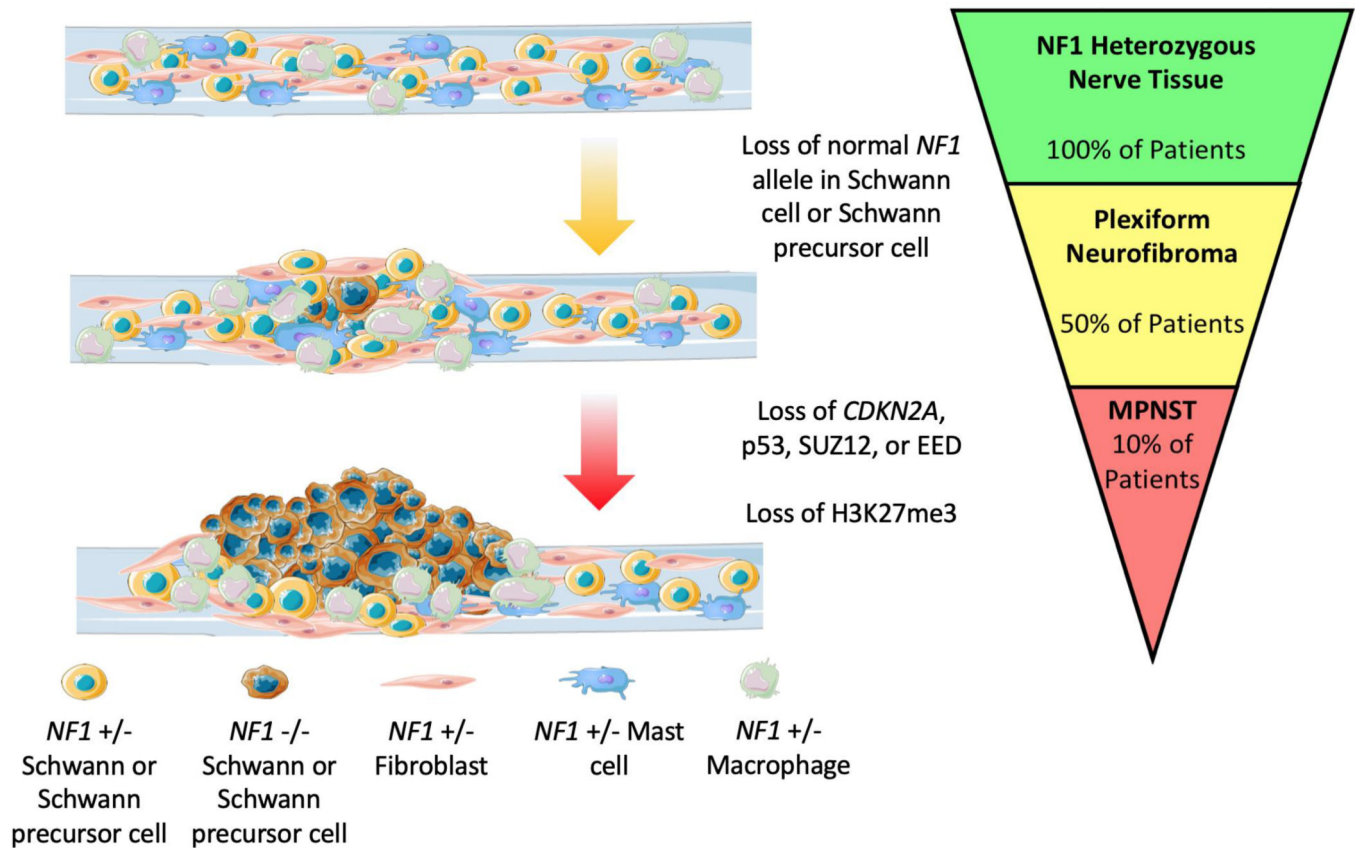 NF1 Heterozygous
Nerve Tissue
100% of Patients
Loss of normal NF1
allele in Schwann
cell or Schwann
precursor cell
Plexiform
Neurofibroma
50% of Patients
Loss of CDKN2A,
p53, SUZ12, or EED
Loss of H3K27me3
MPNST
10% of
Patients
NF1 +/-
Schwann or
Schwann
precursor cell
NF1 -/-
Schwann or
Schwann
precursor cell
NF1 +/-
Fibroblast
NF1 +/- Mast
cell
NF1 +/-
Macrophage